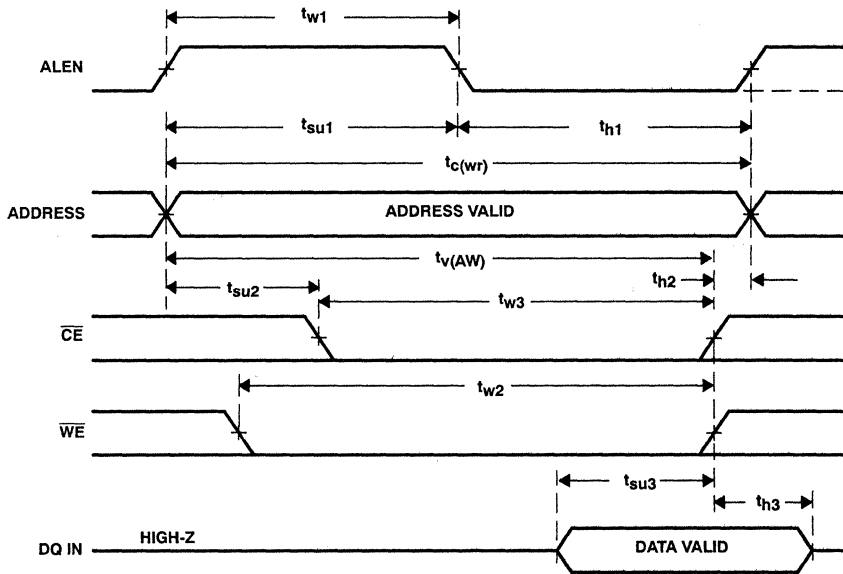 tw1
ALEN
tsu1
th1
tc(wr)
ADDRESS
ADDRESS VALID
tv(AW)
tsu2
th2
tw3
CE
tw2
WE
tsu3
th3
HIGH-Z
DQ IN
DATA VALID